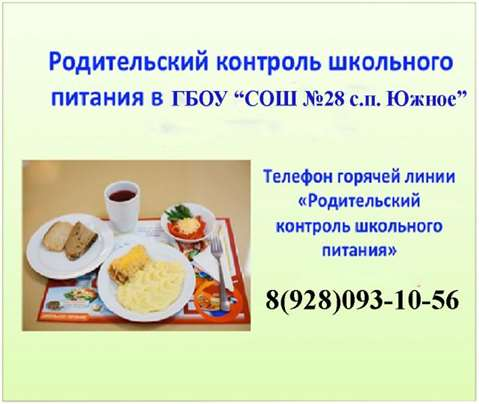 Родительский контроль школьного
питания в ГБОУ “СОШ №28 с.п. Южное”
Телефон горячей линии
«Родительский
контроль школьного
питания»
8(928)093-10-56